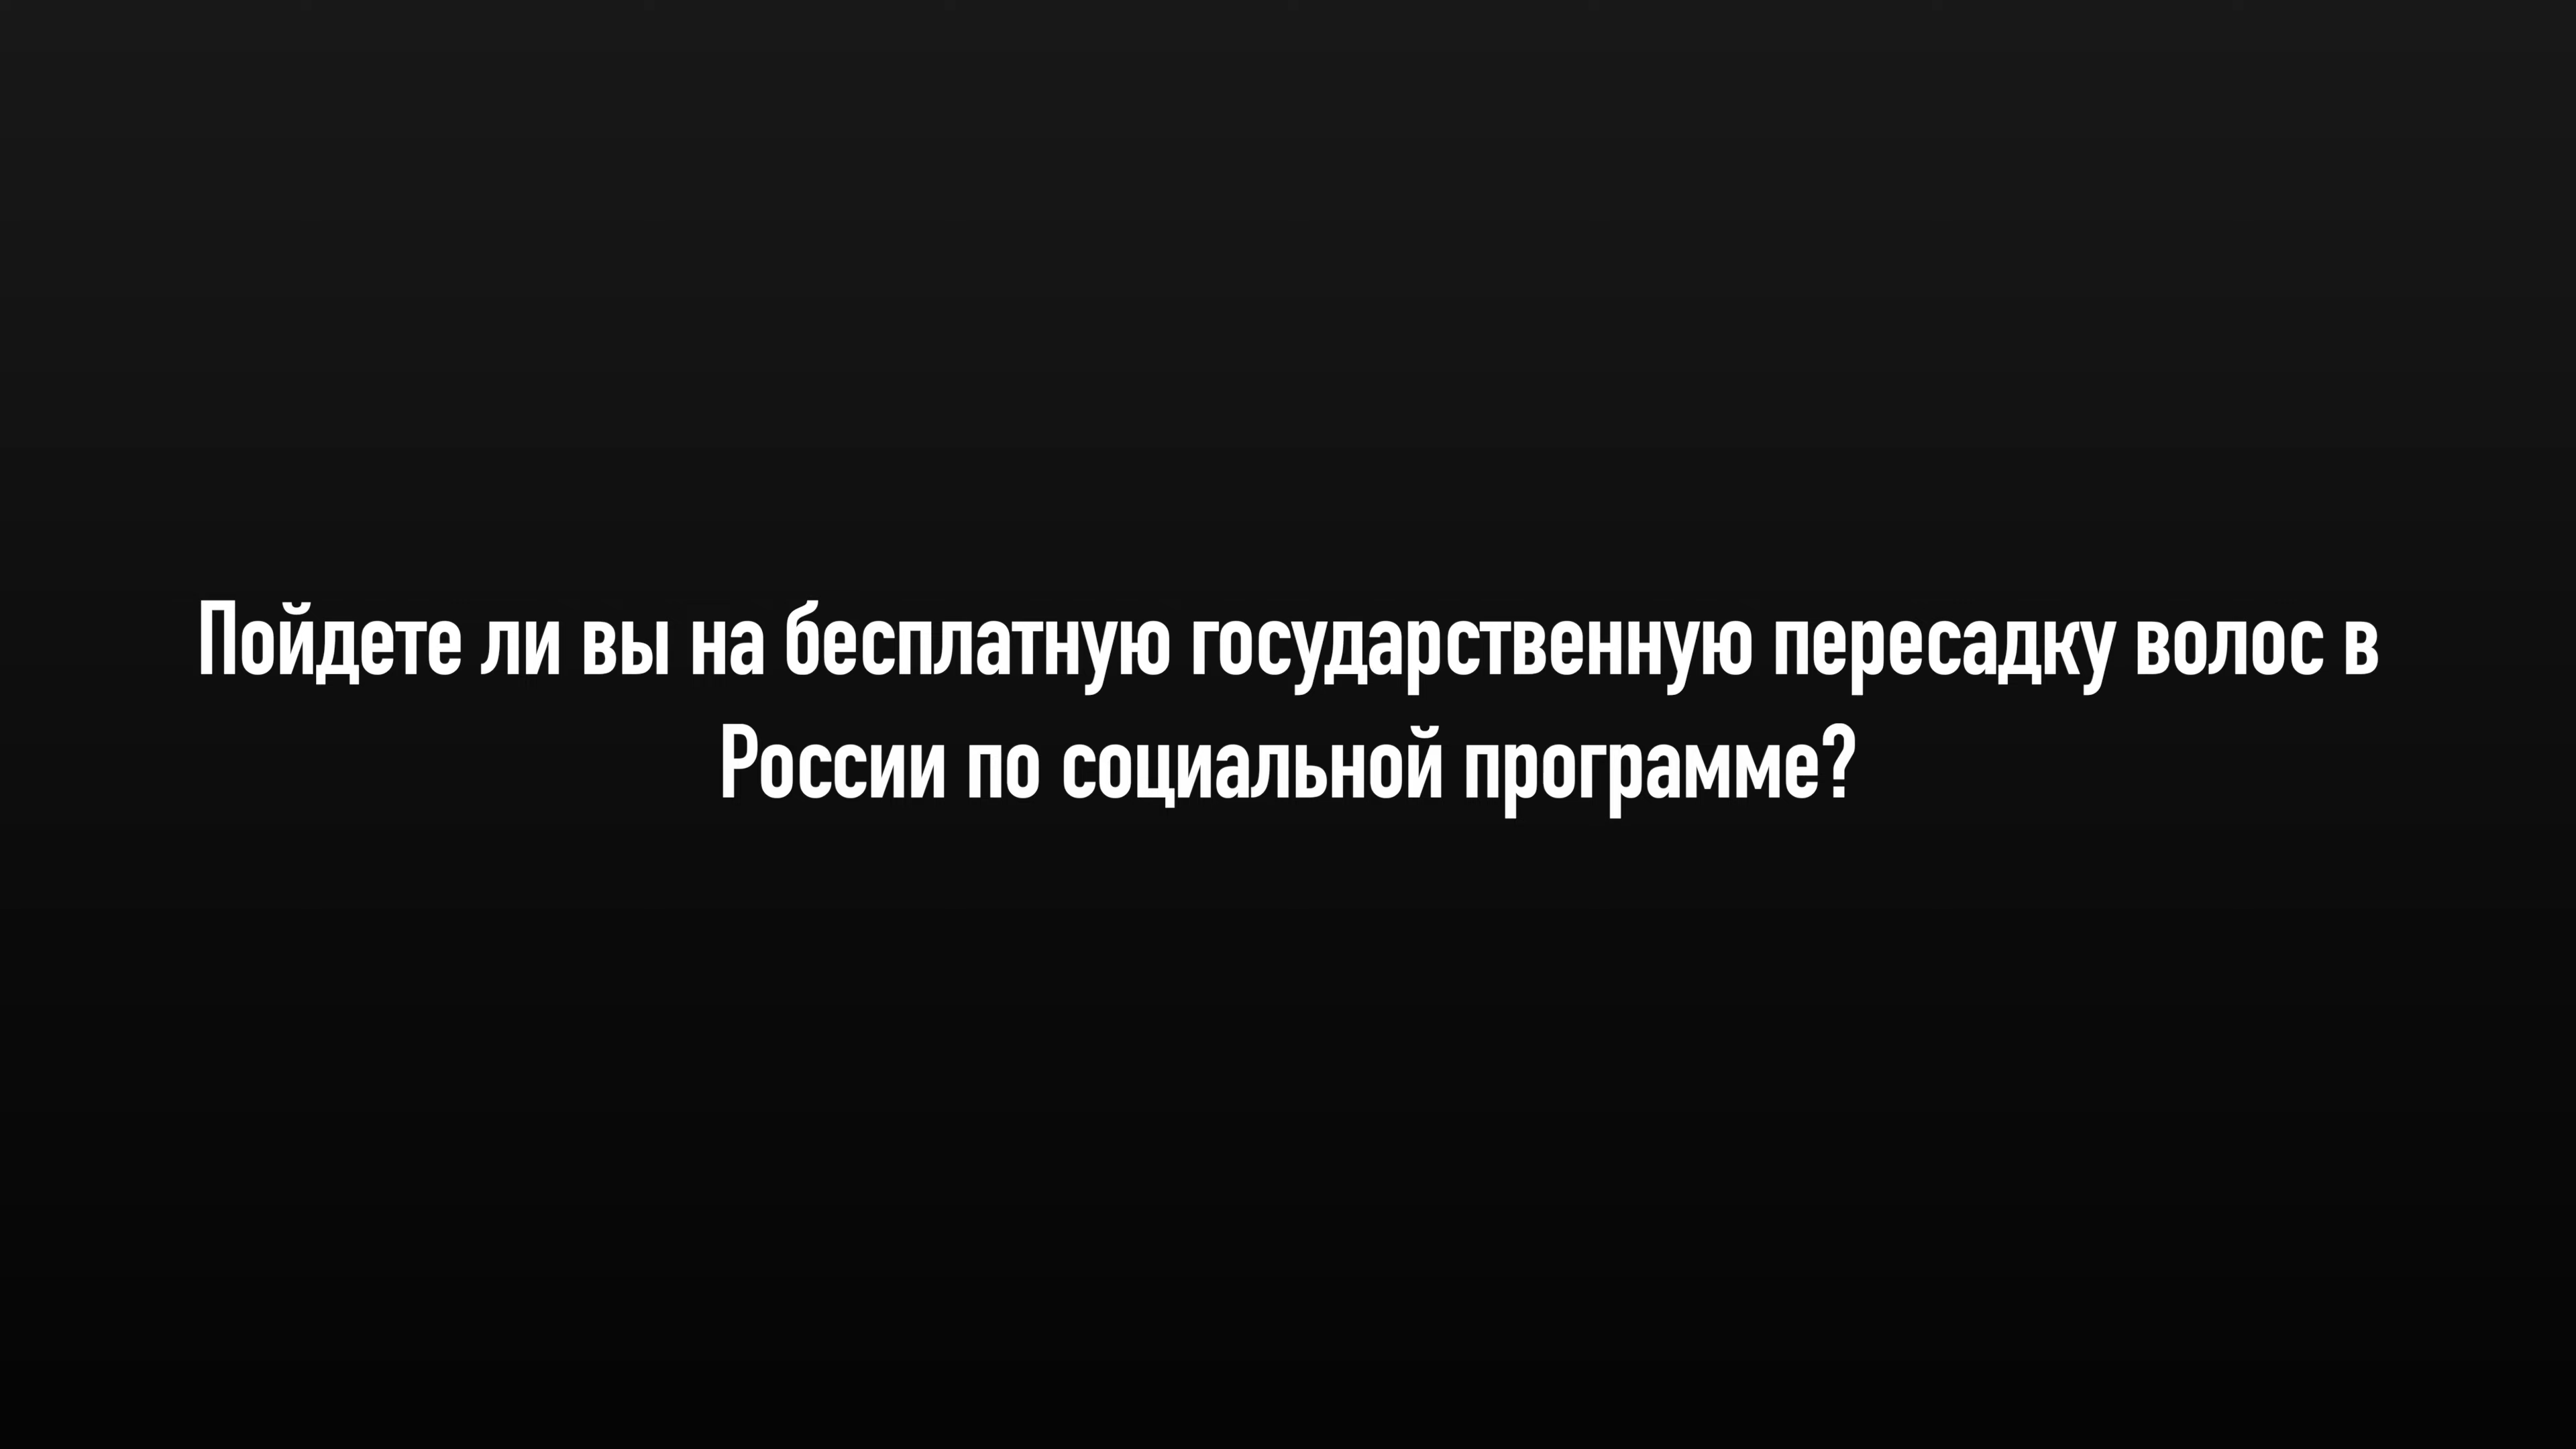 Пойдете ли вы на бесплатную государственную пересадку волос в
России по социальной программе?